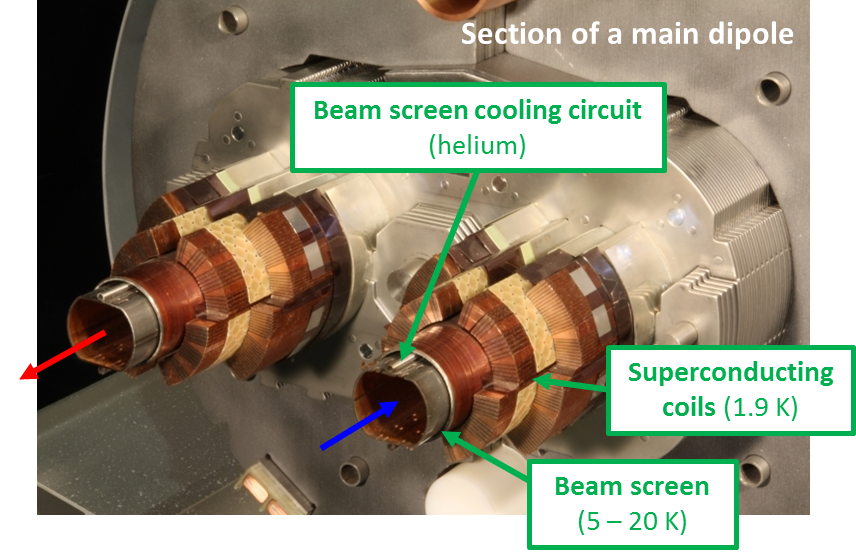 Section of a main dipole
Beam screen cooling circuit
(helium)
Superconducting
coils (1.9 K)
Beam screen
(5 – 20 K)